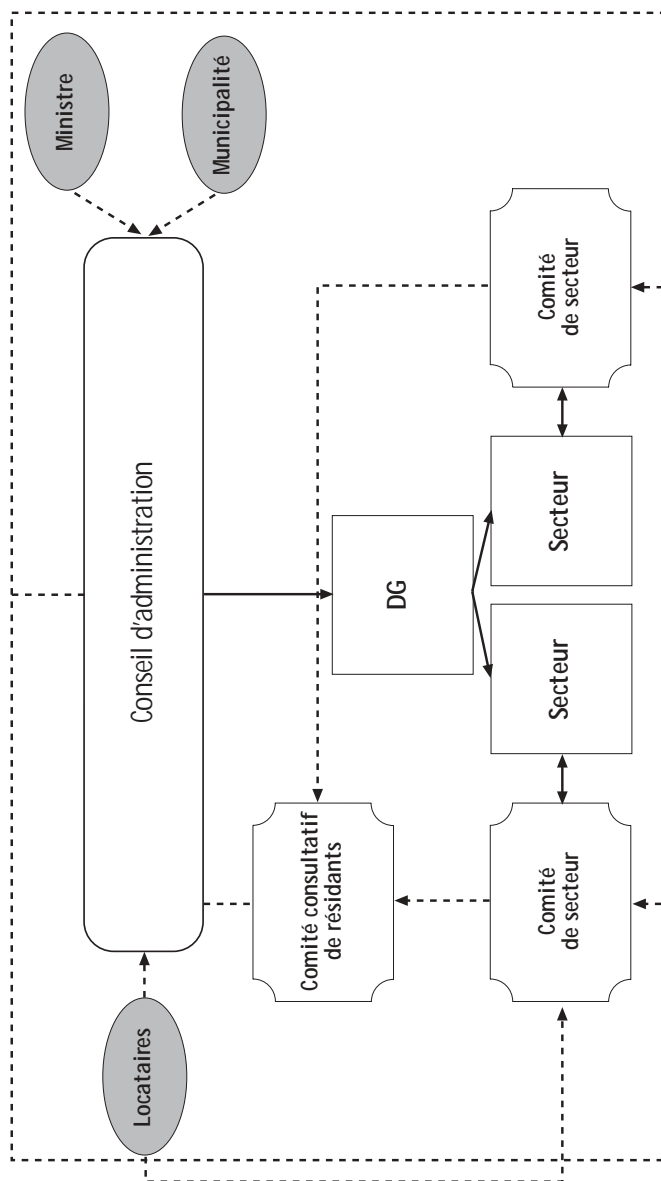 Ministre
Municipalité
Locataires
Conseil d'administration
Comité consultatif
de résidants
DG
Comité
de secteur
Secteur
Secteur
Comité
de secteur